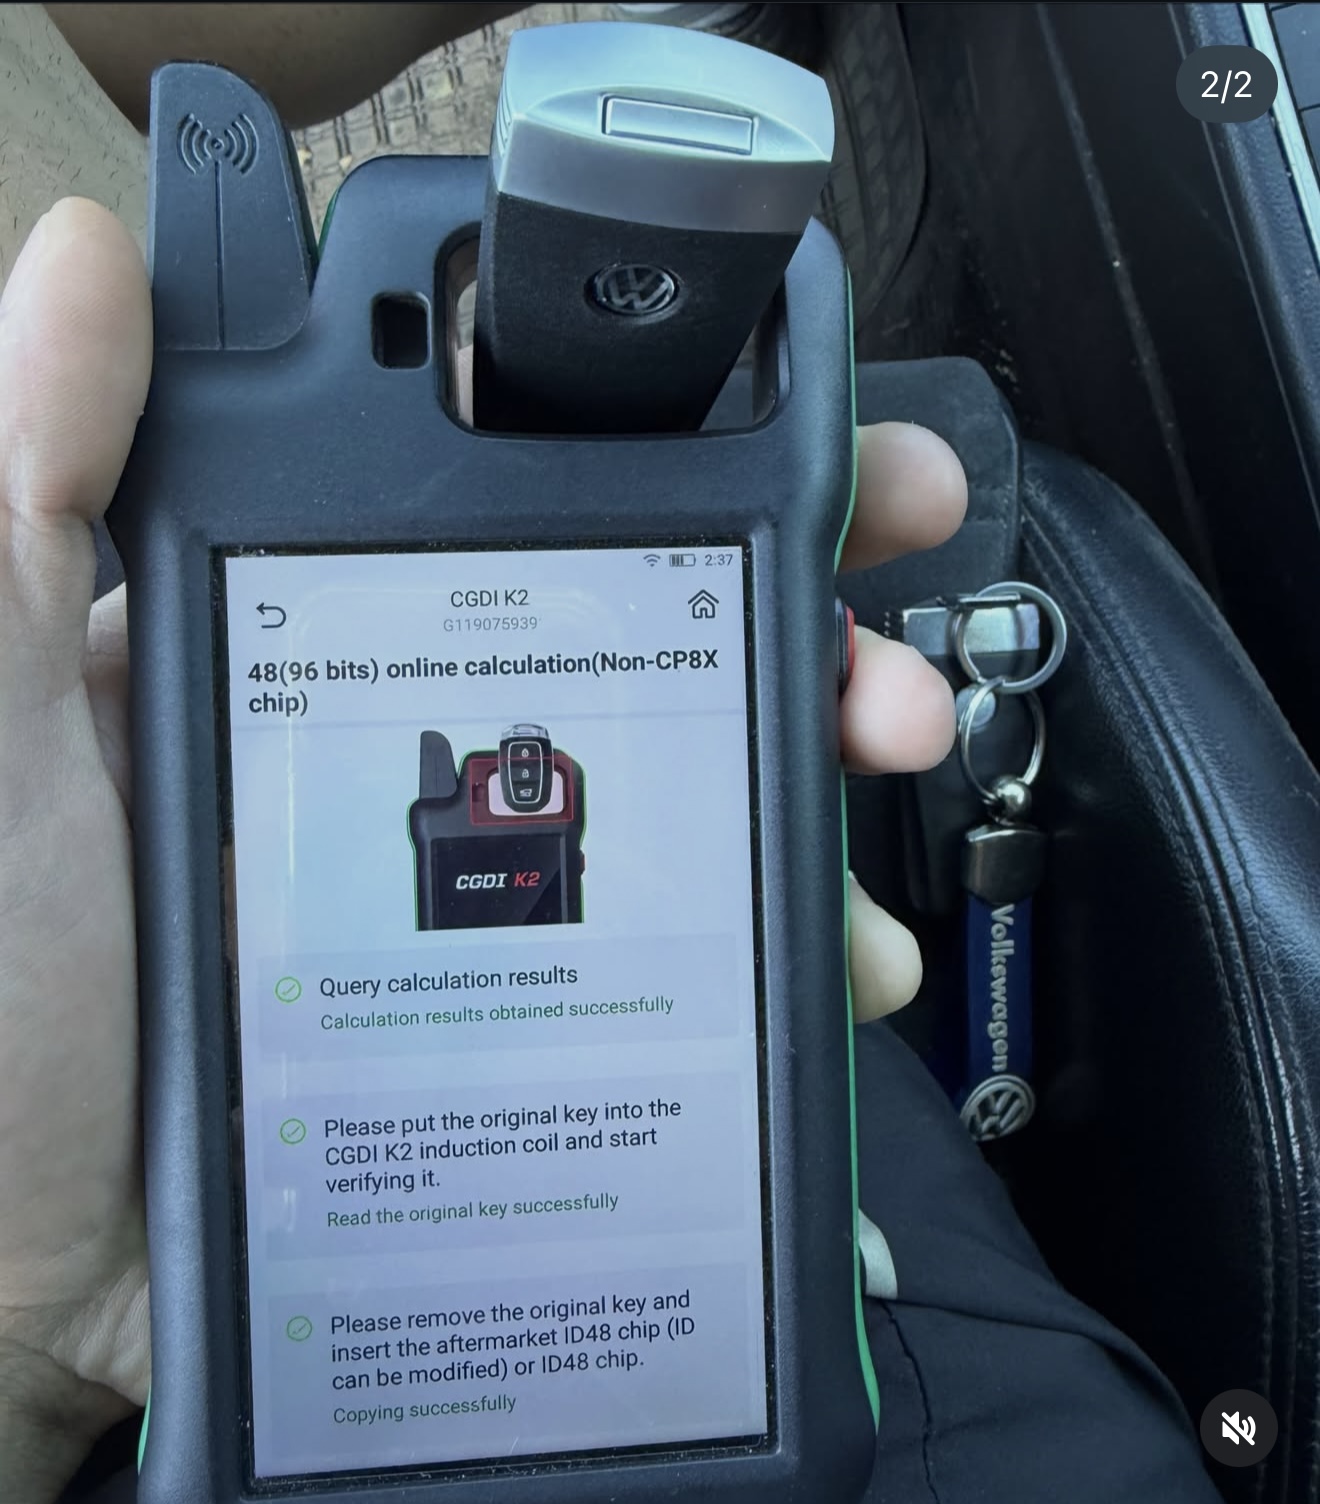 2/2
2:37
CGDI K2
G119075939
48(96 bits) online calculation(Non-CP8X
chip)
CGDI K2
Query calculation results
Calculation results obtained successfully
Please put the original key into the
CGDI K2 induction coil and start
verifying it.
Read the original key successfully
Please remove the original key and
insert the aftermarket ID48 chip (ID
can be modified) or ID48 chip.
Copying successfully
Volkswagen